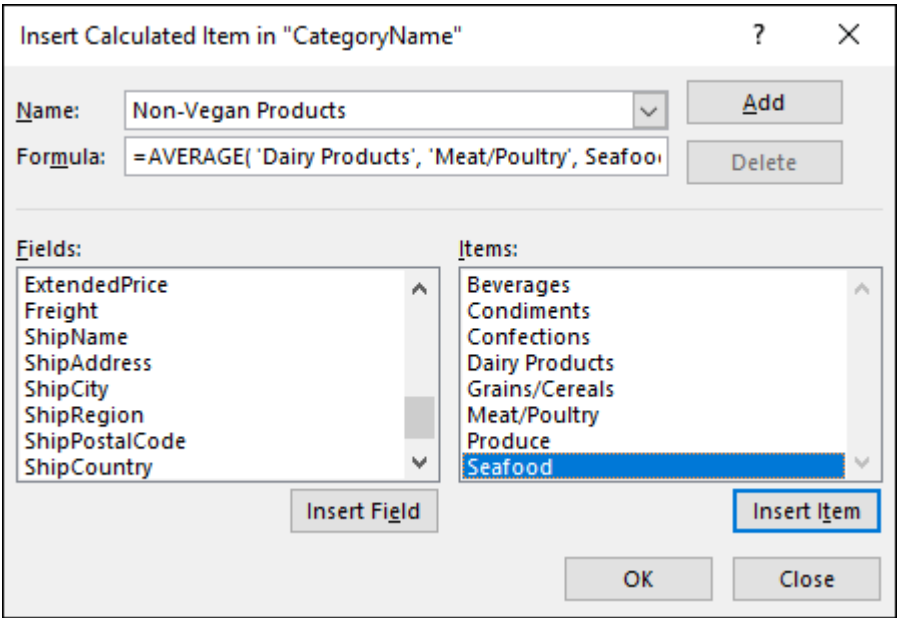 Insert Calculated Item in "CategoryName" ?
Name: Non-Vegan Products Add
Formula: =AVERAGE( 'Dairy Products', 'Meat/Poultry', Seafoo Delete
Fields:
ExtendedPrice
Freight
ShipName
ShipAddress
ShipCity
ShipRegion
ShipPostalCode
ShipCountry
Insert Field
Items:
Beverages
Condiments
Confections
Dairy Products
Grains/Cereals
Meat/Poultry
Produce
Seafood
Insert Item
OK Close